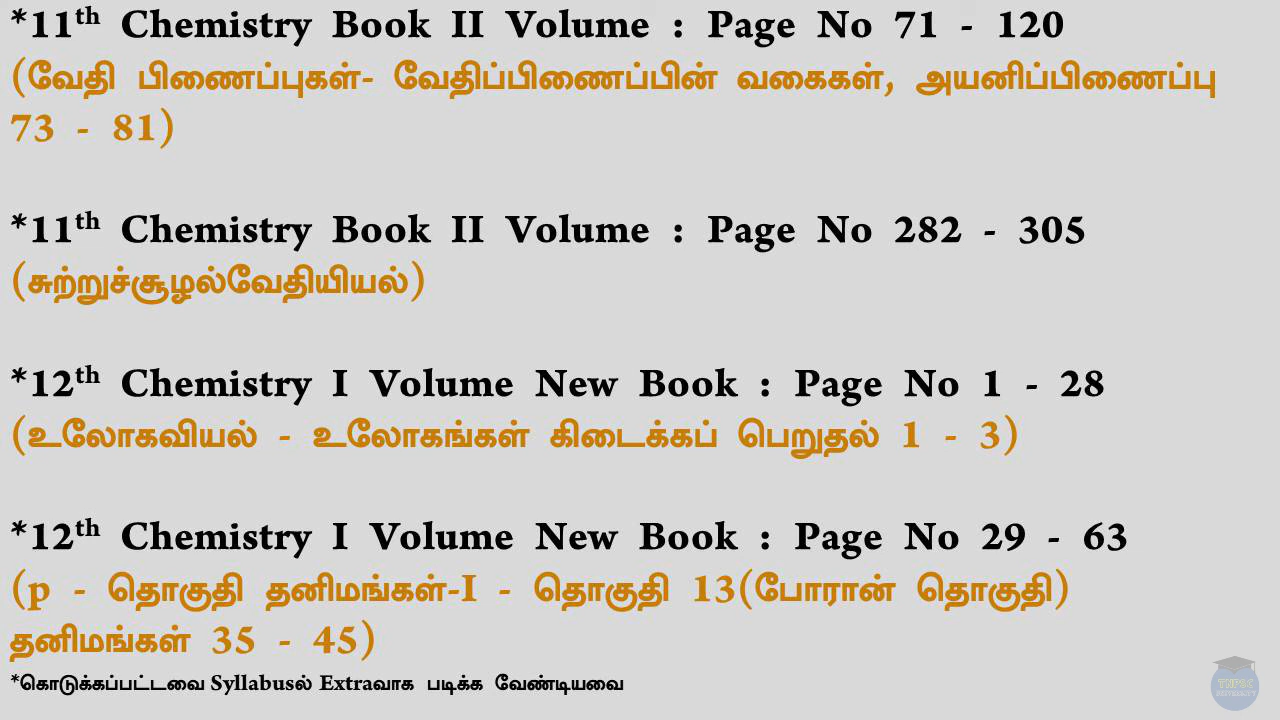 *11th Chemistry Book II Volume : Page No 71 - 120
(வேதி பிணைப்புகள்- வேதிப்பிணைப்பின் வகைகள், அயனிப்பிணைப்பு
73 - 81)
*11th Chemistry Book II Volume : Page No 282 - 305
(சுற்றுச்சூழல்வேதியியல்)
*12th Chemistry I Volume New Book : Page No 1 - 28
(உலோகவியல் - உலோகங்கள் கிடைக்கப் பெறுதல் 1 - 3)
*12th Chemistry I Volume New Book : Page No 29 - 63
(p - தொகுதி தனிமங்கள்-I - தொகுதி 13(போரான் தொகுதி)
தனிமங்கள் 35 - 45)
*கொடுக்கப்பட்டவை Syllabusல் Extraவாக படிக்க வேண்டியவை
TNPSC